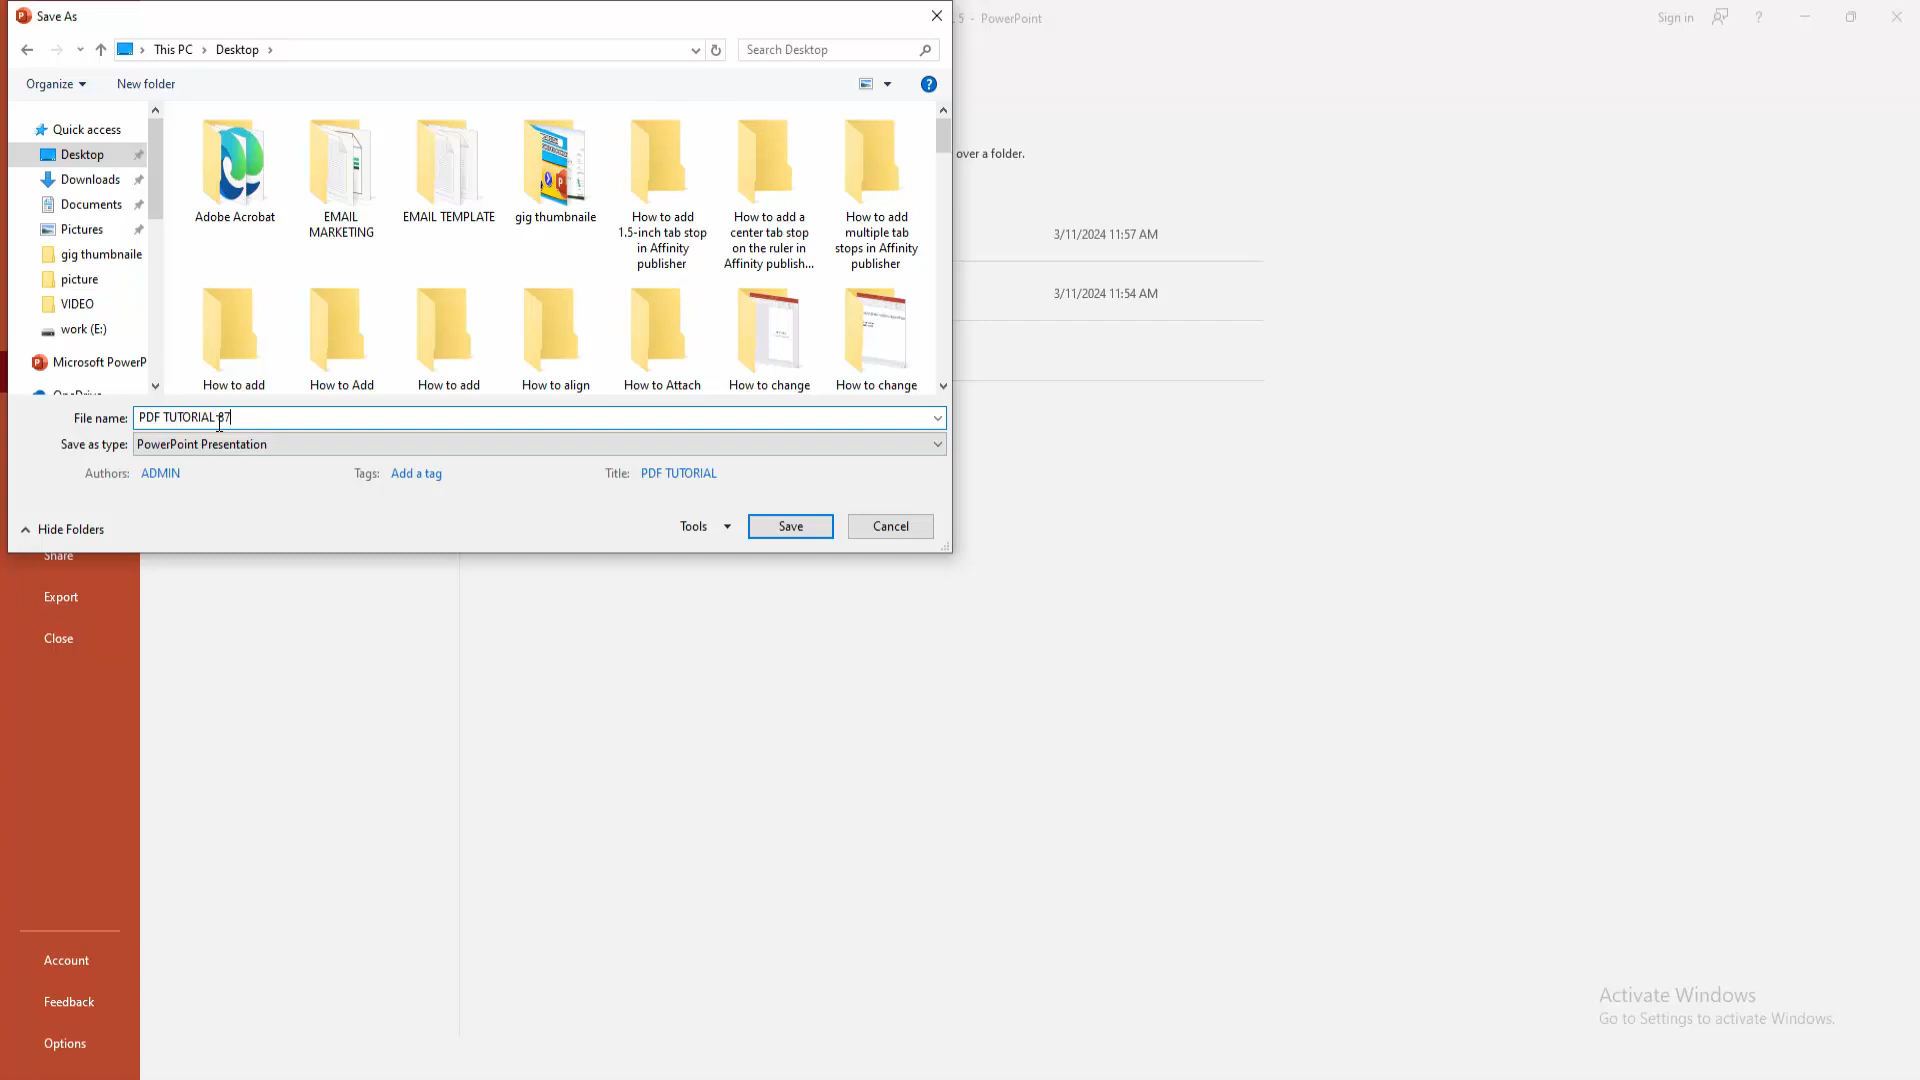 Save As
5 - PowerPoint
Sign in
?
This PC > Desktop >
Search Desktop
Organize
New folder
?
Quick access
Desktop
Downloads
Documents
Pictures
gig thumbnaile
picture
VIDEO
work (E:)
Microsoft PowerP
OneDrive
Adobe Acrobat
EMAIL
MARKETING
EMAIL TEMPLATE
gig thumbnaile
How to add
1.5-inch tab stop
in Affinity
publisher
How to add a
center tab stop
on the ruler in
Affinity publish...
How to add
multiple tab
stops in Affinity
publisher
How to add
How to Add
How to add
How to align
How to Attach
How to change
How to change
over a folder.
3/11/2024 11:57 AM
3/11/2024 11:54 AM
File name: PDF TUTORIAL 87
Save as type: PowerPoint Presentation
Authors: ADMIN
Tags: Add a tag
Title: PDF TUTORIAL
Hide Folders
Tools
Save
Cancel
Share
Export
Close
Account
Feedback
Options
Activate Windows
Go to Settings to activate Windows.